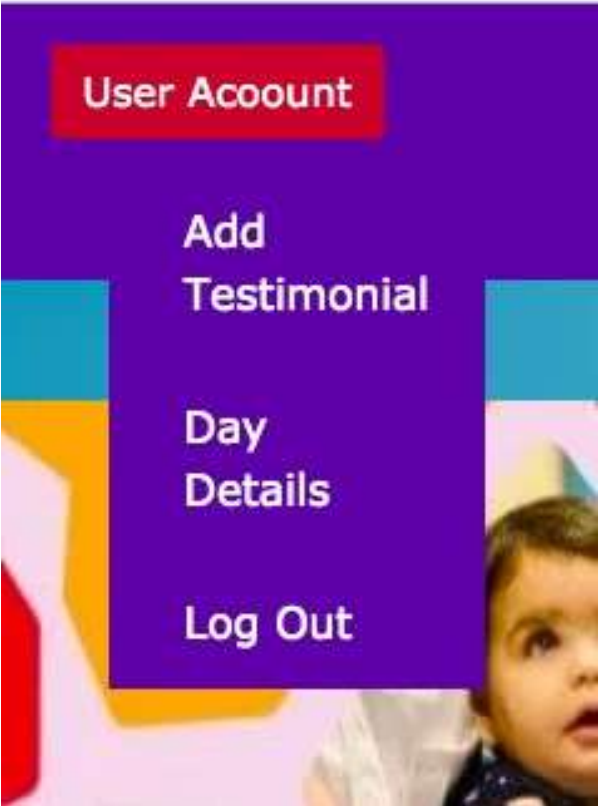 User Acoount
Add
Testimonial
Day
Details
Log Out